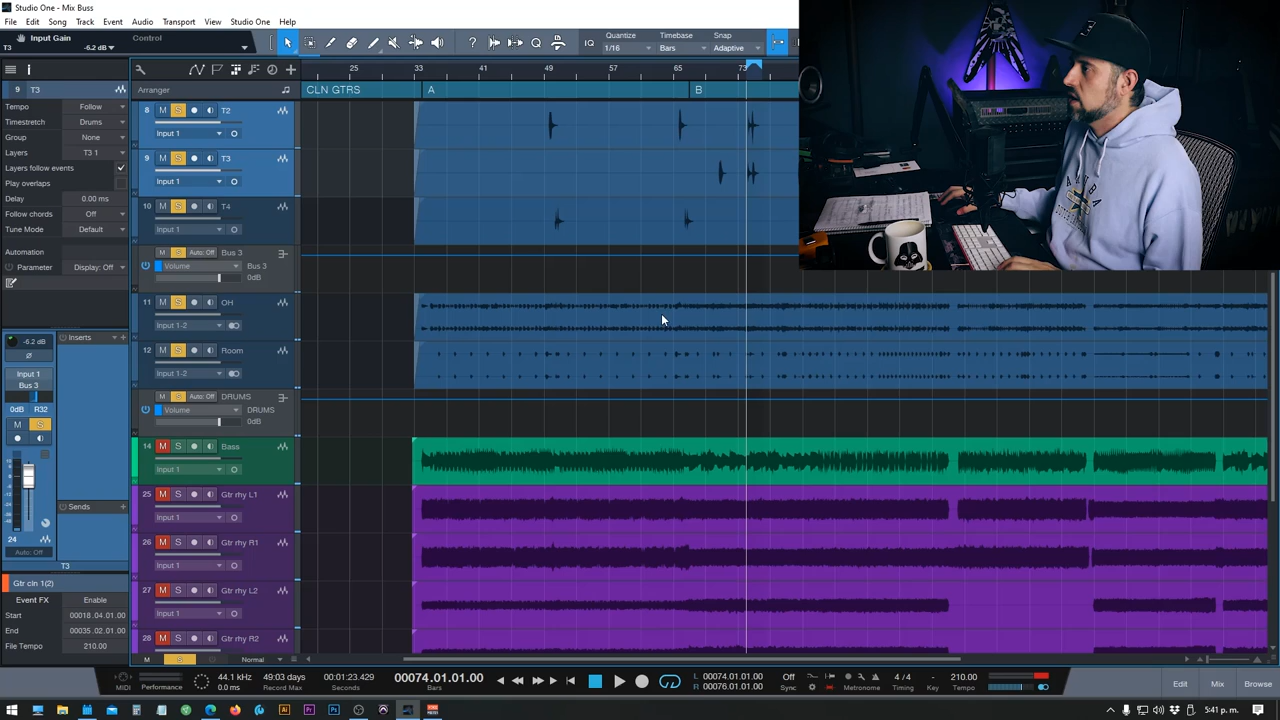 Studio One - Mix Buss
File Edit Song Track Event Audio Transport View Studio One Help
Input Gain Control
T3 -6.2 dB
Quantize Timebase Snap
IQ 1/16 Bars Adaptive
25 33 41 49 57 65 73
9 T3
Arranger
CLN GTRS A B
Tempo Follow
Timestretch Drums
Group None
Layers T3 1
Layers follow events
Play overlaps
Delay 0.00 ms
Follow chords Off
Tune Mode Default
Automation
Parameter Display: Off
8 M S T2
Input 1
9 M S T3
Input 1
10 M S T4
Input 1
M S Auto: Off Bus 3
Volume Bus 3
0dB
11 M S OH
Input 1-2
12 M S Room
Input 1-2
M S Auto: Off DRUMS
Volume DRUMS
0dB
14 M S Bass
Input 1
25 M S Gtr rhy L1
Input 1
26 M S Gtr rhy R1
Input 1
27 M S Gtr rhy L2
Input 1
28 M S Gtr rhy R2
-6.2 dB Inserts
Input 1
Bus 3
0dB R32
M S
Sends
24
Auto: Off
T3
Gtr cln 1(2)
Event FX Enable
Start 00018.04.01.00
End 00035.02.01.00
File Tempo 210.00
M S Normal
MIDI Performance
44.1 kHz
0.0 ms
49:03 days
Record Max
00:01:23.429
Seconds
00074.01.01.00
Bars
L 00074.01.01.00
R 00076.01.01.00
Off
Sync
Metronome
4 / 4
Timing
-
Key
210.00
Tempo
Edit Mix Browse
5:41 p. m.